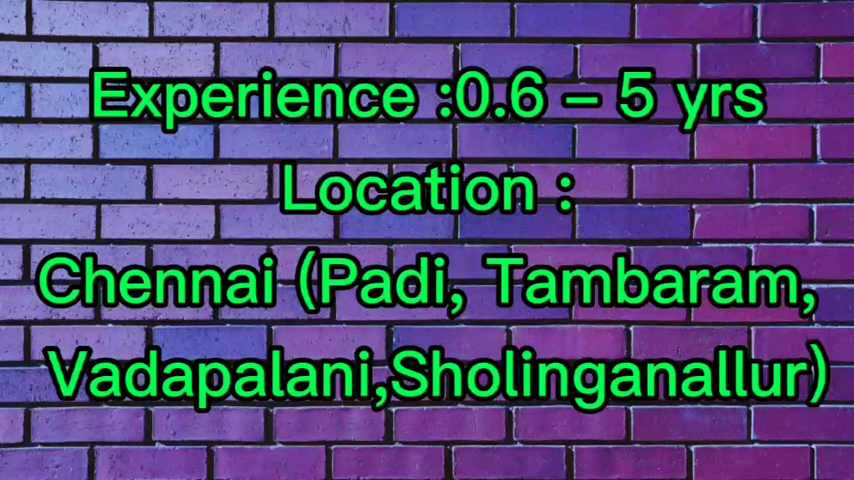 Experience :0.6 – 5 yrs
Location :
Chennai (Padi, Tambaram,
Vadapalani,Sholinganallur)